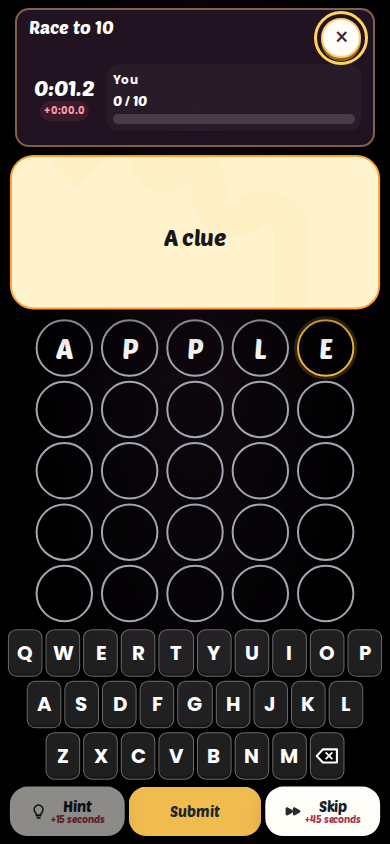 Race to 10
×
0:01.2
+0:00.0
You
0 / 10
A clue
A P P L E
Q W E R T Y U I O P
A S D F G H J K L
Z X C V B N M
Hint
+15 seconds
Submit
Skip
+45 seconds